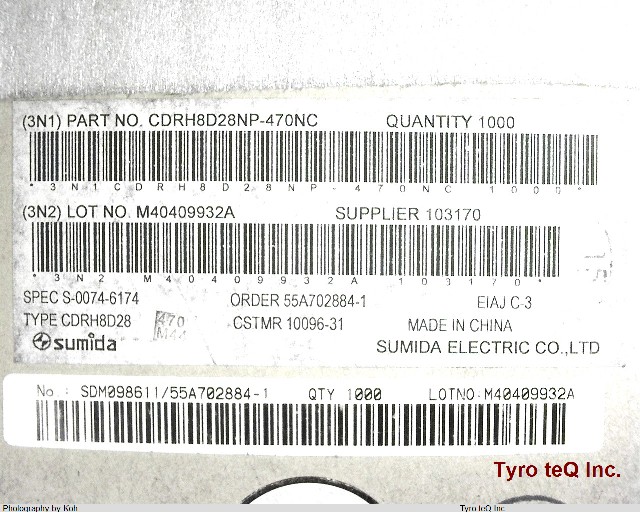 (3N1) PART NO. CDRH8D28NP-470NC QUANTITY 1000
*3N1CDRH8D28NP-470NC 1000*
(3N2) LOT NO. M40409932A SUPPLIER 103170
*3N2 M40409932A 103170*
SPEC S-0074-6174 ORDER 55A702884-1 EIAJ C-3
TYPE CDRH8D28 470 CSTMR 10096-31 MADE IN CHINA
M44
sumida SUMIDA ELECTRIC CO.,LTD
No : SDM098611/55A702884-1 QTY 1000 LOTNO:M40409932A
Tyro teQ Inc.
Photography by Koh Tyro teQ Inc.